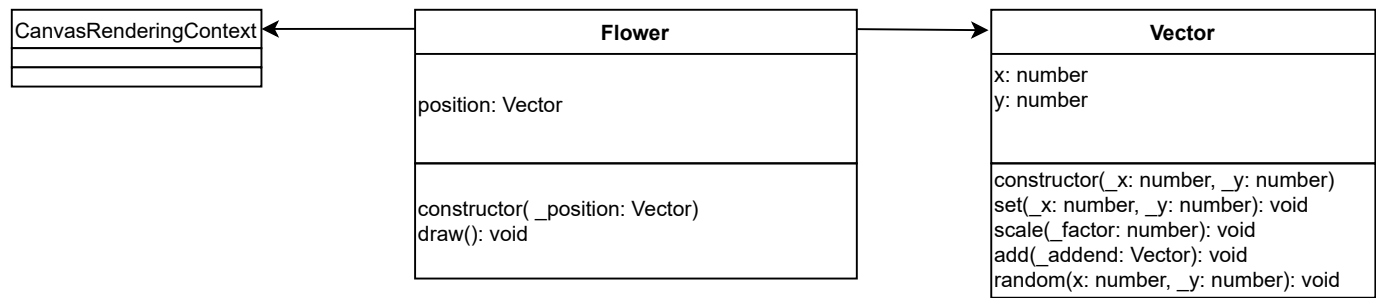 CanvasRenderingContext
Flower
position: Vector
constructor( _position: Vector)
draw(): void
Vector
x: number
y: number
constructor(_x: number, _y: number)
set(_x: number, _y: number): void
scale(_factor: number): void
add(_addend: Vector): void
random(x: number, _y: number): void